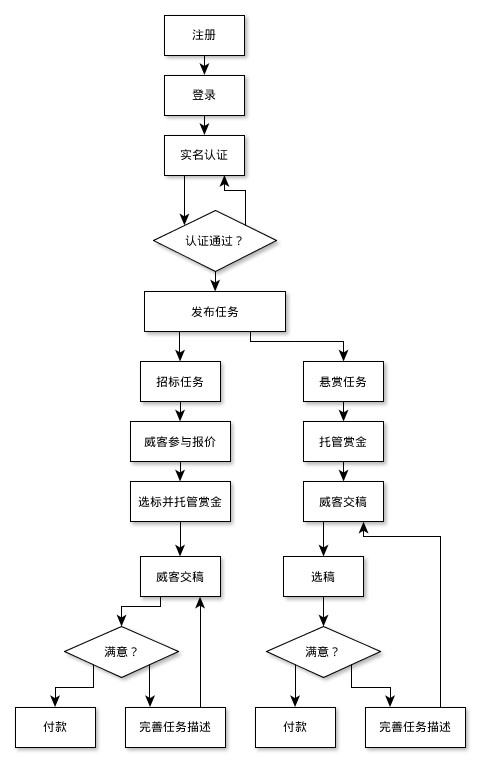 注册
登录
实名认证
认证通过？
发布任务
招标任务
悬赏任务
威客参与报价
托管赏金
选标并托管赏金
威客交稿
威客交稿
选稿
满意？
满意？
付款
完善任务描述
付款
完善任务描述